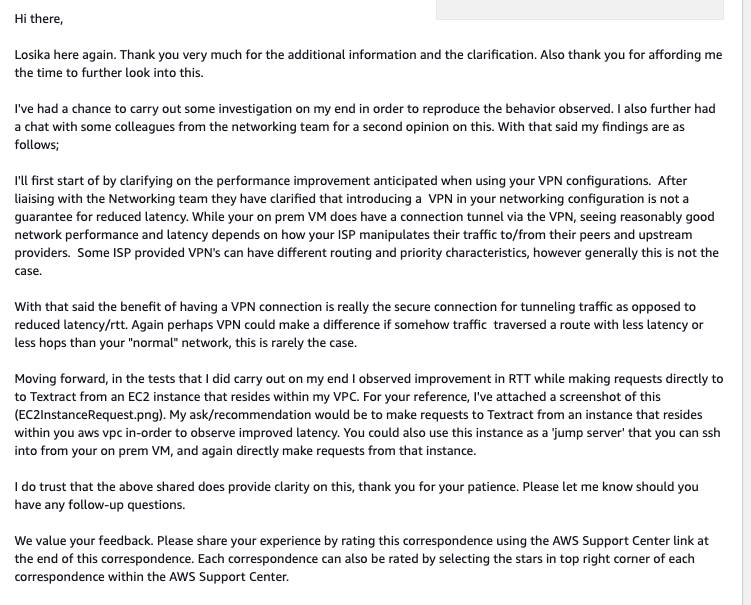 Hi there,
Losika here again. Thank you very much for the additional information and the clarification. Also thank you for affording me
the time to further look into this.
I've had a chance to carry out some investigation on my end in order to reproduce the behavior observed. I also further had
a chat with some colleagues from the networking team for a second opinion on this. With that said my findings are as
follows;
I'll first start of by clarifying on the performance improvement anticipated when using your VPN configurations.  After
liaising with the Networking team they have clarified that introducing a  VPN in your networking configuration is not a
guarantee for reduced latency. While your on prem VM does have a connection tunnel via the VPN, seeing reasonably good
network performance and latency depends on how your ISP manipulates their traffic to/from their peers and upstream
providers.  Some ISP provided VPN's can have different routing and priority characteristics, however generally this is not the
case.
With that said the benefit of having a VPN connection is really the secure connection for tunneling traffic as opposed to
reduced latency/rtt. Again perhaps VPN could make a difference if somehow traffic  traversed a route with less latency or
less hops than your "normal" network, this is rarely the case.
Moving forward, in the tests that I did carry out on my end I observed improvement in RTT while making requests directly to
to Textract from an EC2 instance that resides within my VPC. For your reference, I've attached a screenshot of this
(EC2InstanceRequest.png). My ask/recommendation would be to make requests to Textract from an instance that resides
within you aws vpc in-order to observe improved latency. You could also use this instance as a 'jump server' that you can ssh
into from your on prem VM, and again directly make requests from that instance.
I do trust that the above shared does provide clarity on this, thank you for your patience. Please let me know should you
have any follow-up questions.
We value your feedback. Please share your experience by rating this correspondence using the AWS Support Center link at
the end of this correspondence. Each correspondence can also be rated by selecting the stars in top right corner of each
correspondence within the AWS Support Center.